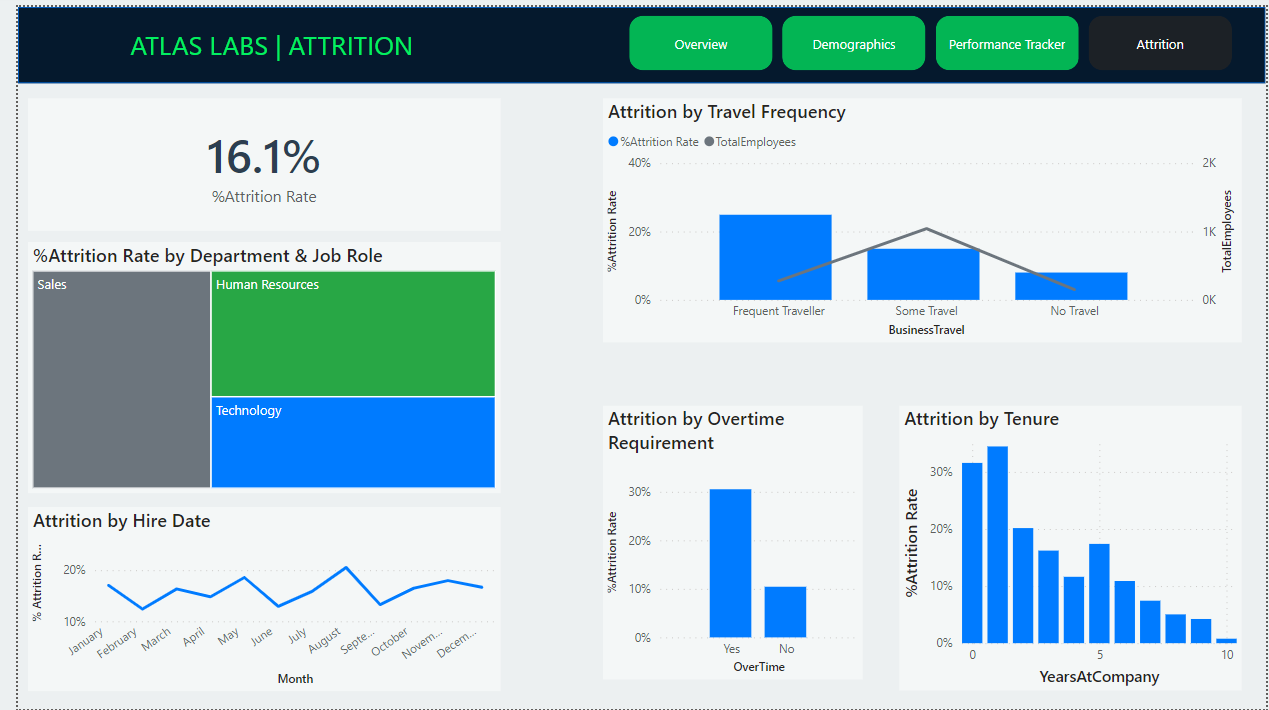 ATLAS LABS | ATTRITION
Overview
Demographics
Performance Tracker
Attrition
16.1%
%Attrition Rate
%Attrition Rate by Department & Job Role
Sales
Human Resources
Technology
Attrition by Hire Date
% Attrition R...
20%
10%
January
February
March
April
May
June
July
August
Septe...
October
Novem...
Decem...
Month
Attrition by Travel Frequency
%Attrition Rate
TotalEmployees
%Attrition Rate
40%
20%
0%
2K
1K
0K
TotalEmployees
Frequent Traveller
Some Travel
No Travel
BusinessTravel
Attrition by Overtime
Requirement
%Attrition Rate
30%
20%
10%
0%
Yes
No
OverTime
Attrition by Tenure
%Attrition Rate
30%
20%
10%
0%
0
5
10
YearsAtCompany